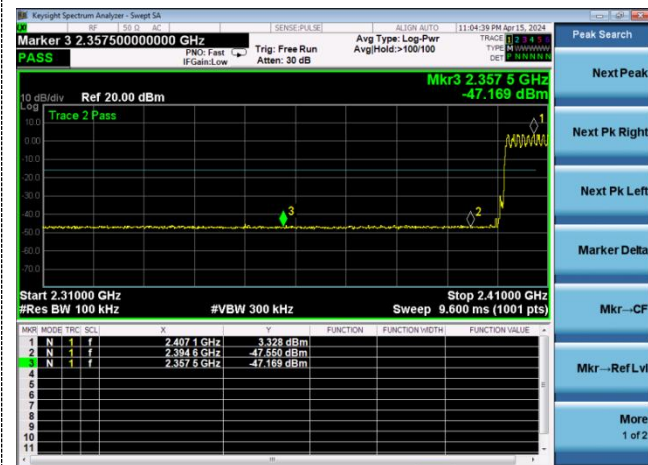 Keysight Spectrum Analyzer - Swept SA
RF 50 Ω AC SENSE:PULSE ALIGN AUTO 11:04:39 PM Apr 15, 2024
Marker 3 2.357500000000 GHz
PASS
PNO: Fast
IFGain:Low
Trig: Free Run
Atten: 30 dB
Avg Type: Log-Pwr
Avg|Hold:>100/100
TRACE 1 2 3 4 5 6
TYPE M W W W W W
DET P N N N N N
Mkr3 2.357 5 GHz
-47.169 dBm
10 dB/div Ref 20.00 dBm
Log
Trace 2 Pass
10.0
0.00
-10.0
-20.0
-30.0
-40.0
-50.0
-60.0
-70.0
1
2
3
Start 2.31000 GHz Stop 2.41000 GHz
#Res BW 100 kHz #VBW 300 kHz Sweep 9.600 ms (1001 pts)
MKR MODE TRC SCL X Y FUNCTION FUNCTION WIDTH FUNCTION VALUE
1 N 1 f 2.407 1 GHz 3.328 dBm
2 N 1 f 2.394 6 GHz -47.550 dBm
3 N 1 f 2.357 5 GHz -47.169 dBm
4
5
6
7
8
9
10
11
Peak Search
Next Peak
Next Pk Right
Next Pk Left
Marker Delta
Mkr→CF
Mkr→Ref Lvl
More
1 of 2